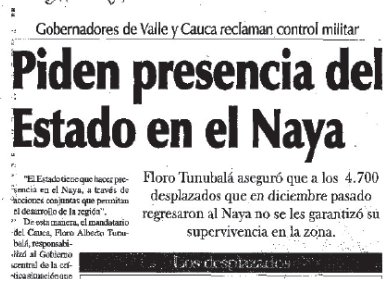 Gobernadores de Valle y Cauca reclaman control militar
Piden presencia del
Estado en el Naya
"El Estado tiene que hacer pre-
sencia en el Naya, a través de
acciones conjuntas que permitan
el desarrollo de la región".
De esta manera, el mandatario
del Cauca, Floro Alberto Tunu-
balá, responsabi-
lizó al Gobierno
central de la crí-
tica situación que
Floro Tunubalá aseguró que a los 4.700
desplazados que en diciembre pasado
regresaron al Naya no se les garantizó su
supervivencia en la zona.
Los desplazados